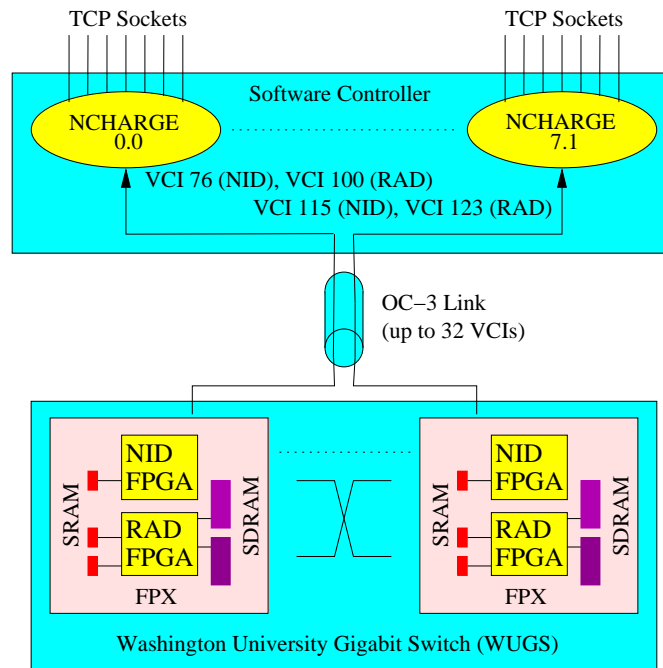 TCP Sockets
TCP Sockets
Software Controller
NCHARGE
0.0
NCHARGE
7.1
VCI 76 (NID), VCI 100 (RAD)
VCI 115 (NID), VCI 123 (RAD)
OC−3 Link
(up to 32 VCIs)
SRAM
NID
FPGA
RAD
FPGA
SDRAM
FPX
SRAM
NID
FPGA
RAD
FPGA
SDRAM
FPX
Washington University Gigabit Switch (WUGS)